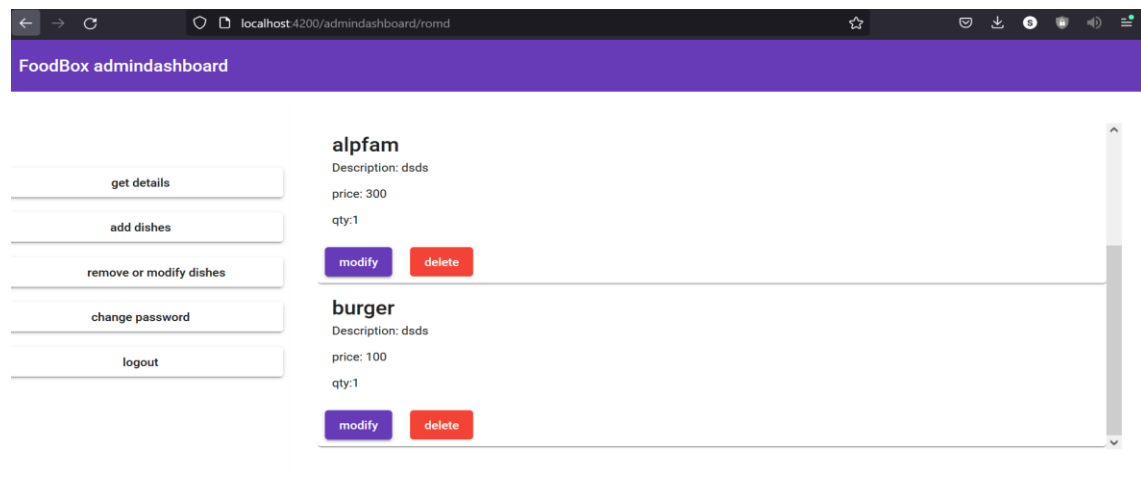 localhost:4200/admindashboard/romd
S
FoodBox admindashboard
get details
add dishes
remove or modify dishes
change password
logout
alpfam
Description: dsds
price: 300
qty:1
modify delete
burger
Description: dsds
price: 100
qty:1
modify delete